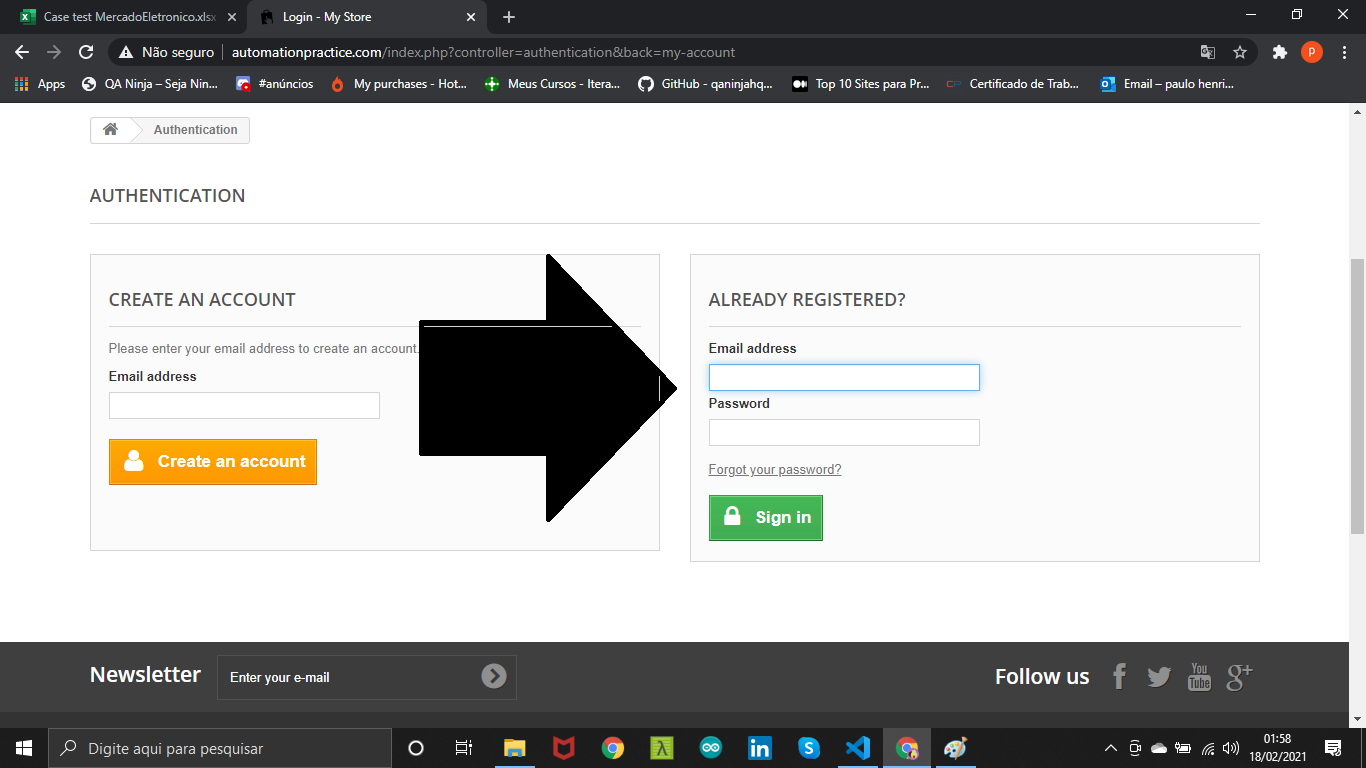 Case test MercadoEletronico.xlsx
Login - My Store
Não seguro
automationpractice.com/index.php?controller=authentication&back=my-account
p
Apps
QA Ninja – Seja Nin...
#anúncios
My purchases - Hot...
Meus Cursos - Itera...
GitHub - qaninjahq...
Top 10 Sites para Pr...
Certificado de Trab...
Email – paulo henri...
Authentication
AUTHENTICATION
CREATE AN ACCOUNT
Please enter your email address to create an account.
Email address
Create an account
ALREADY REGISTERED?
Email address
Password
Forgot your password?
Sign in
Newsletter
Enter your e-mail
Follow us
You
Tube
g+
Digite aqui para pesquisar
01:58
18/02/2021